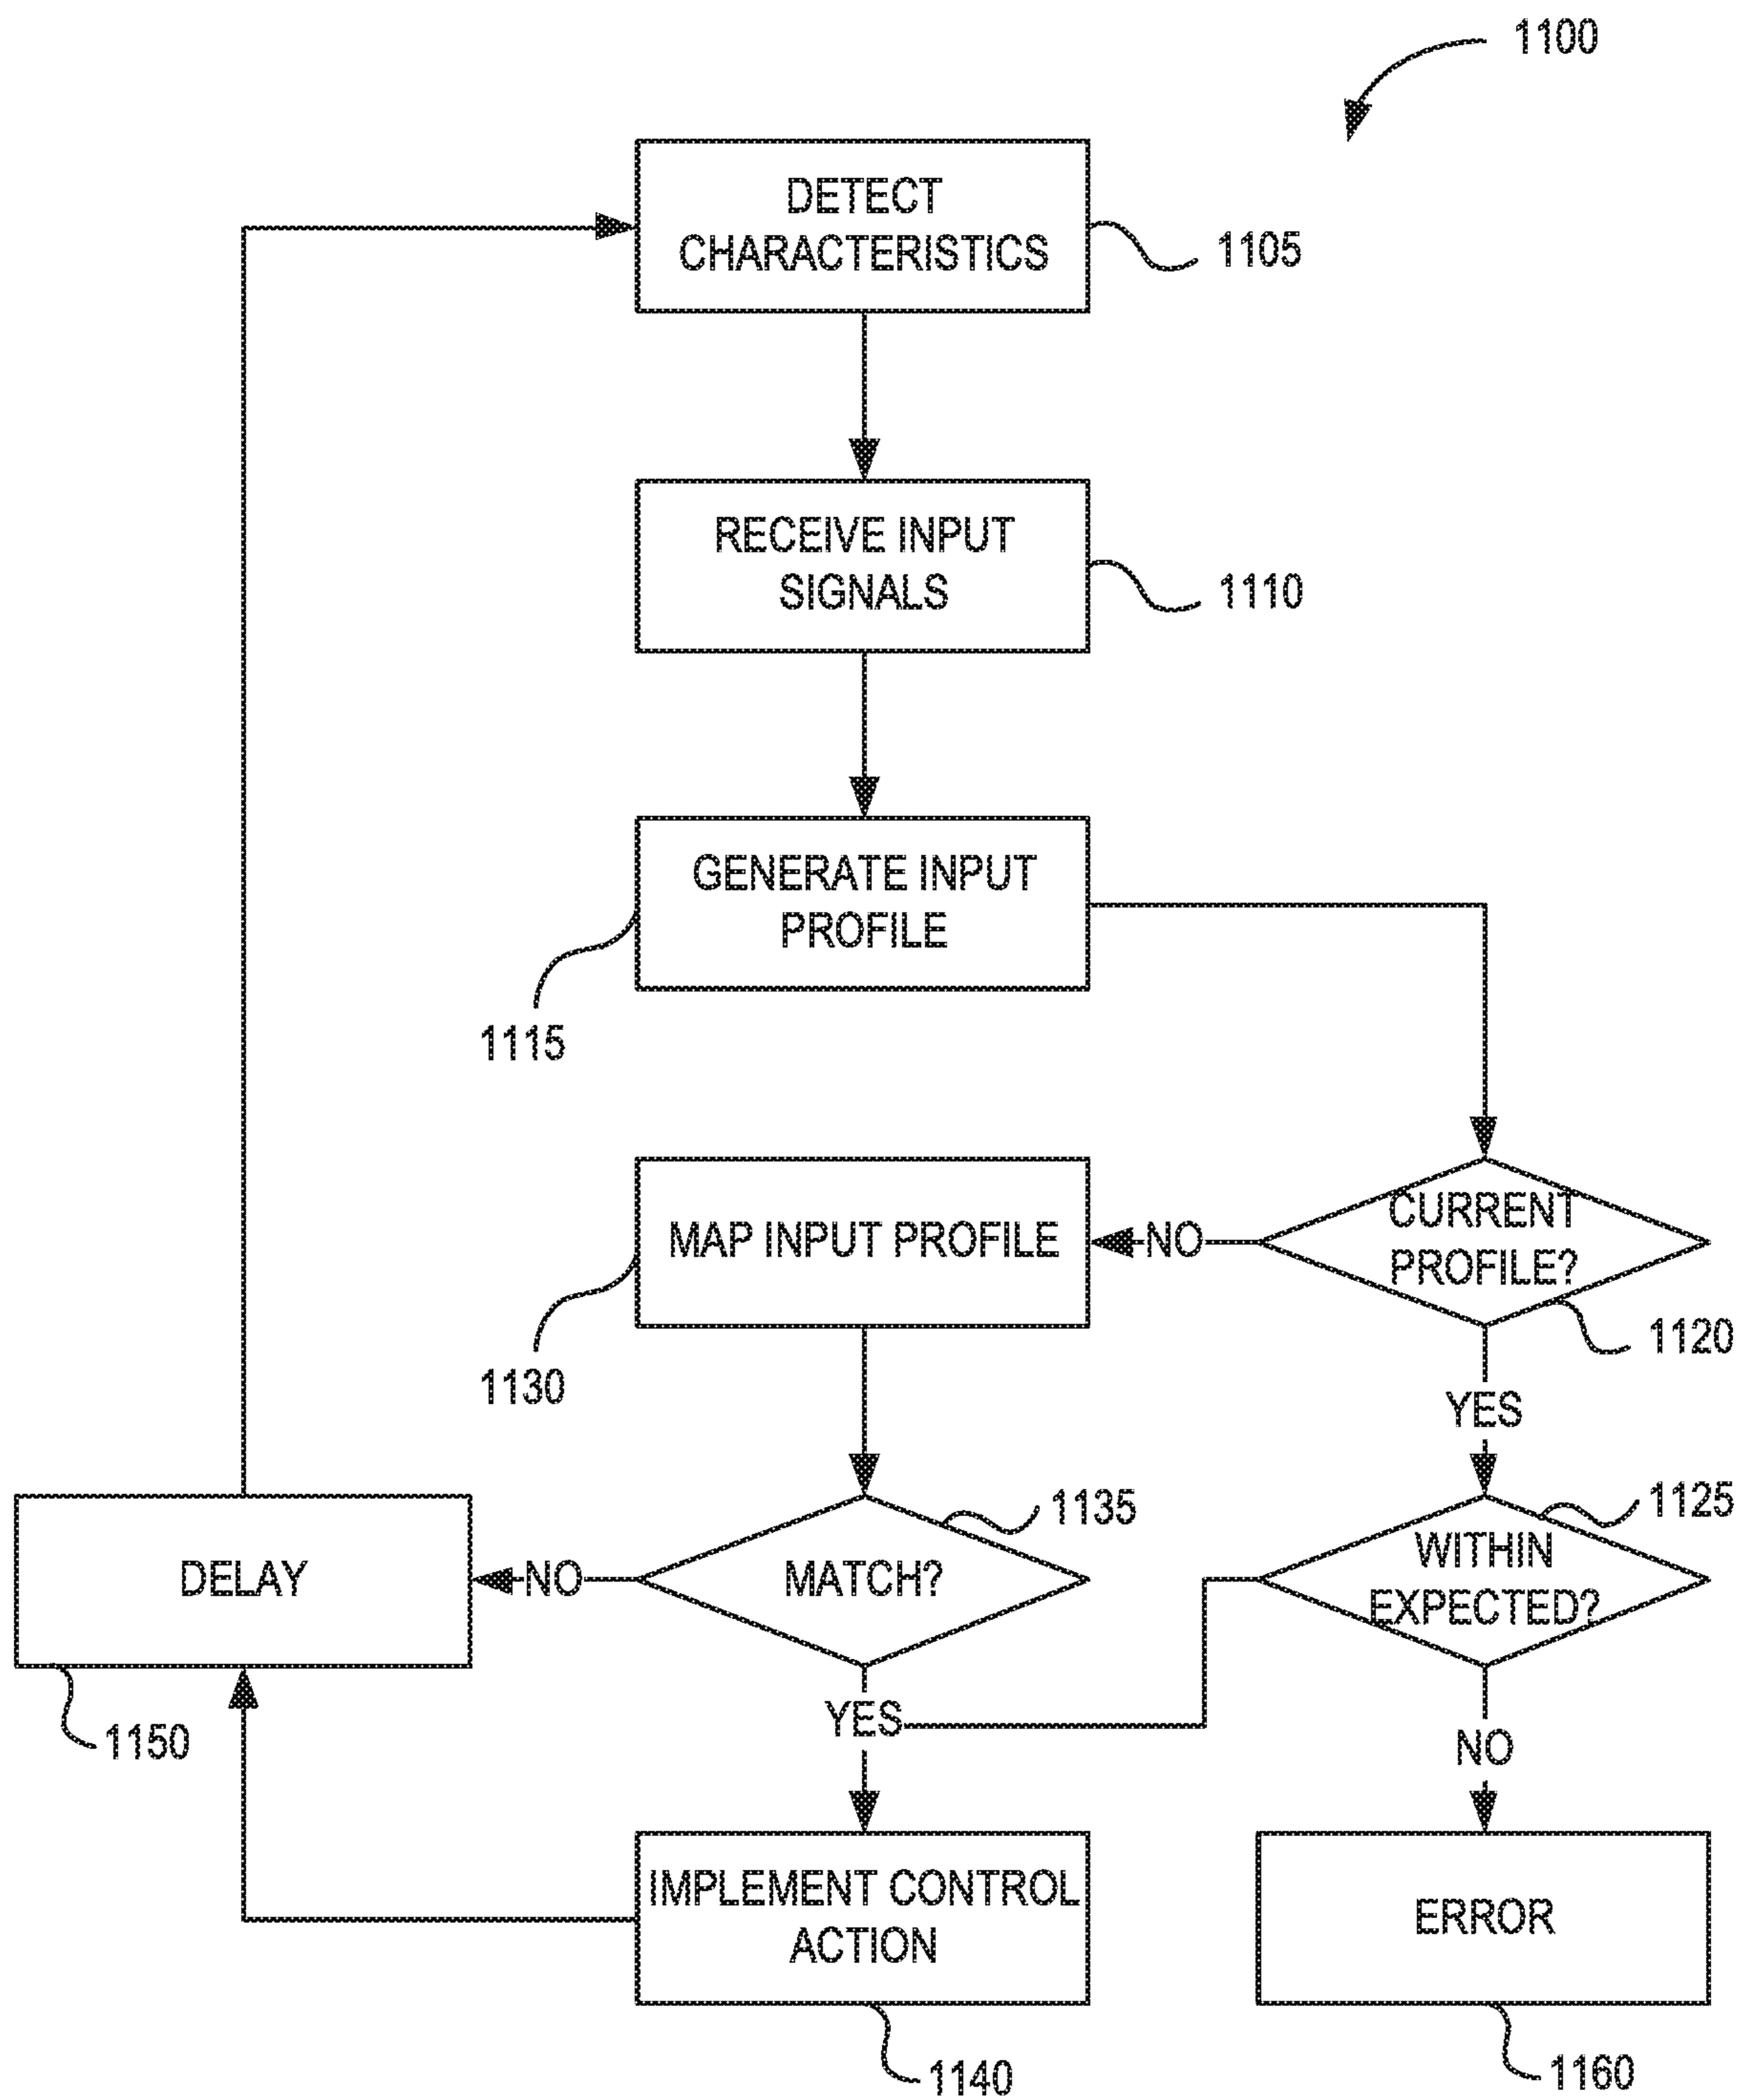 1100
DETECT
CHARACTERISTICS
1105
RECEIVE INPUT
SIGNALS
1110
GENERATE INPUT
PROFILE
1115
CURRENT
PROFILE?
1120
NO
MAP INPUT PROFILE
1130
YES
1125
WITHIN
EXPECTED?
1135
MATCH?
NO
DELAY
1150
YES
NO
IMPLEMENT CONTROL
ACTION
1140
ERROR
1160